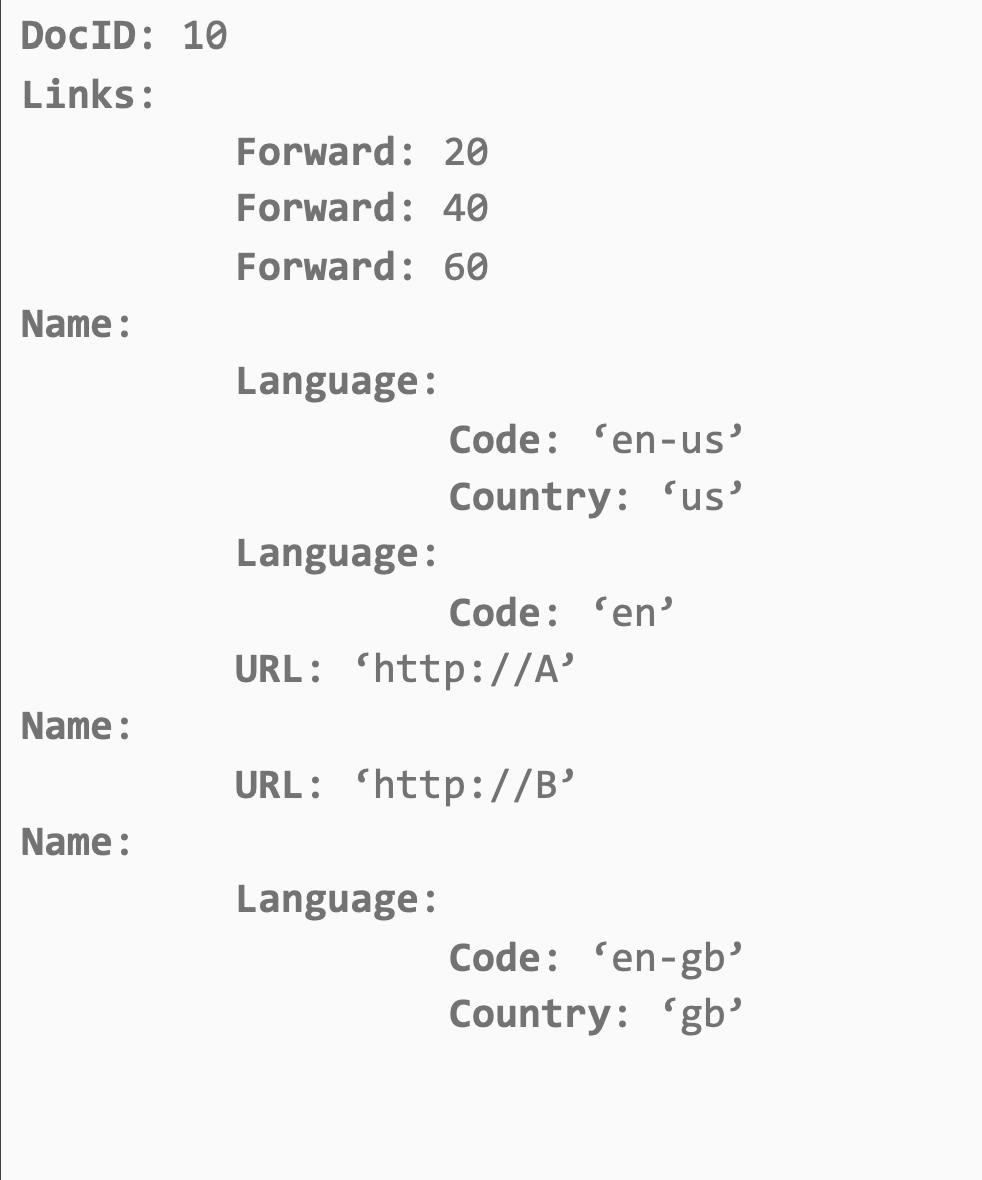 DocID: 10
Links:
Forward: 20
Forward: 40
Forward: 60
Name:
Language:
Code: ‘en-us’
Country: ‘us’
Language:
Code: ‘en’
URL: ‘http://A’
Name:
URL: ‘http://B’
Name:
Language:
Code: ‘en-gb’
Country: ‘gb’